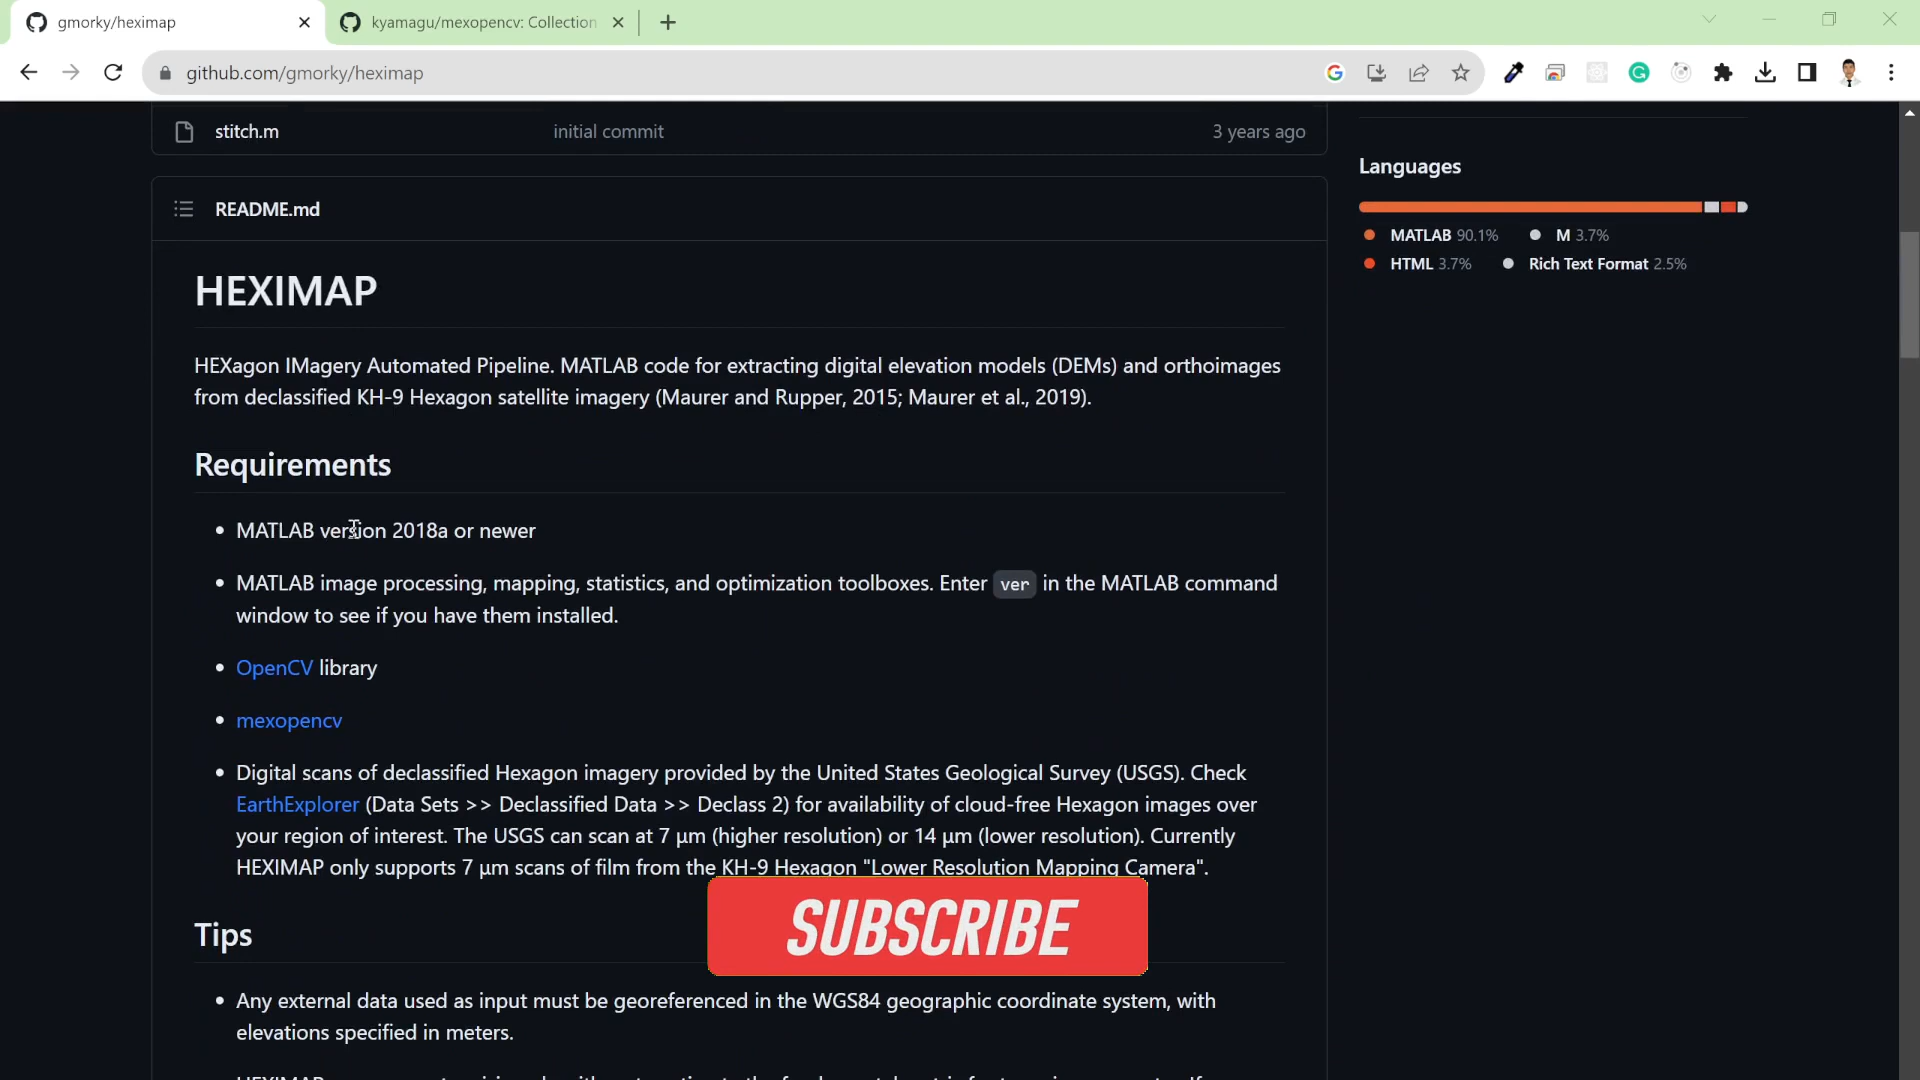 gmorky/heximap
kyamagu/mexopencv: Collection
github.com/gmorky/heximap
stitch.m initial commit 3 years ago
README.md
HEXIMAP
HEXagon IMagery Automated Pipeline. MATLAB code for extracting digital elevation models (DEMs) and orthoimages
from declassified KH-9 Hexagon satellite imagery (Maurer and Rupper, 2015; Maurer et al., 2019).
Requirements
• MATLAB version 2018a or newer
• MATLAB image processing, mapping, statistics, and optimization toolboxes. Enter ver in the MATLAB command
window to see if you have them installed.
• OpenCV library
• mexopencv
• Digital scans of declassified Hexagon imagery provided by the United States Geological Survey (USGS). Check
EarthExplorer (Data Sets >> Declassified Data >> Declass 2) for availability of cloud-free Hexagon images over
your region of interest. The USGS can scan at 7 μm (higher resolution) or 14 μm (lower resolution). Currently
HEXIMAP only supports 7 μm scans of film from the KH-9 Hexagon "Lower Resolution Mapping Camera".
SUBSCRIBE
Tips
• Any external data used as input must be georeferenced in the WGS84 geographic coordinate system, with
elevations specified in meters.
Languages
MATLAB 90.1% M 3.7%
HTML 3.7% Rich Text Format 2.5%